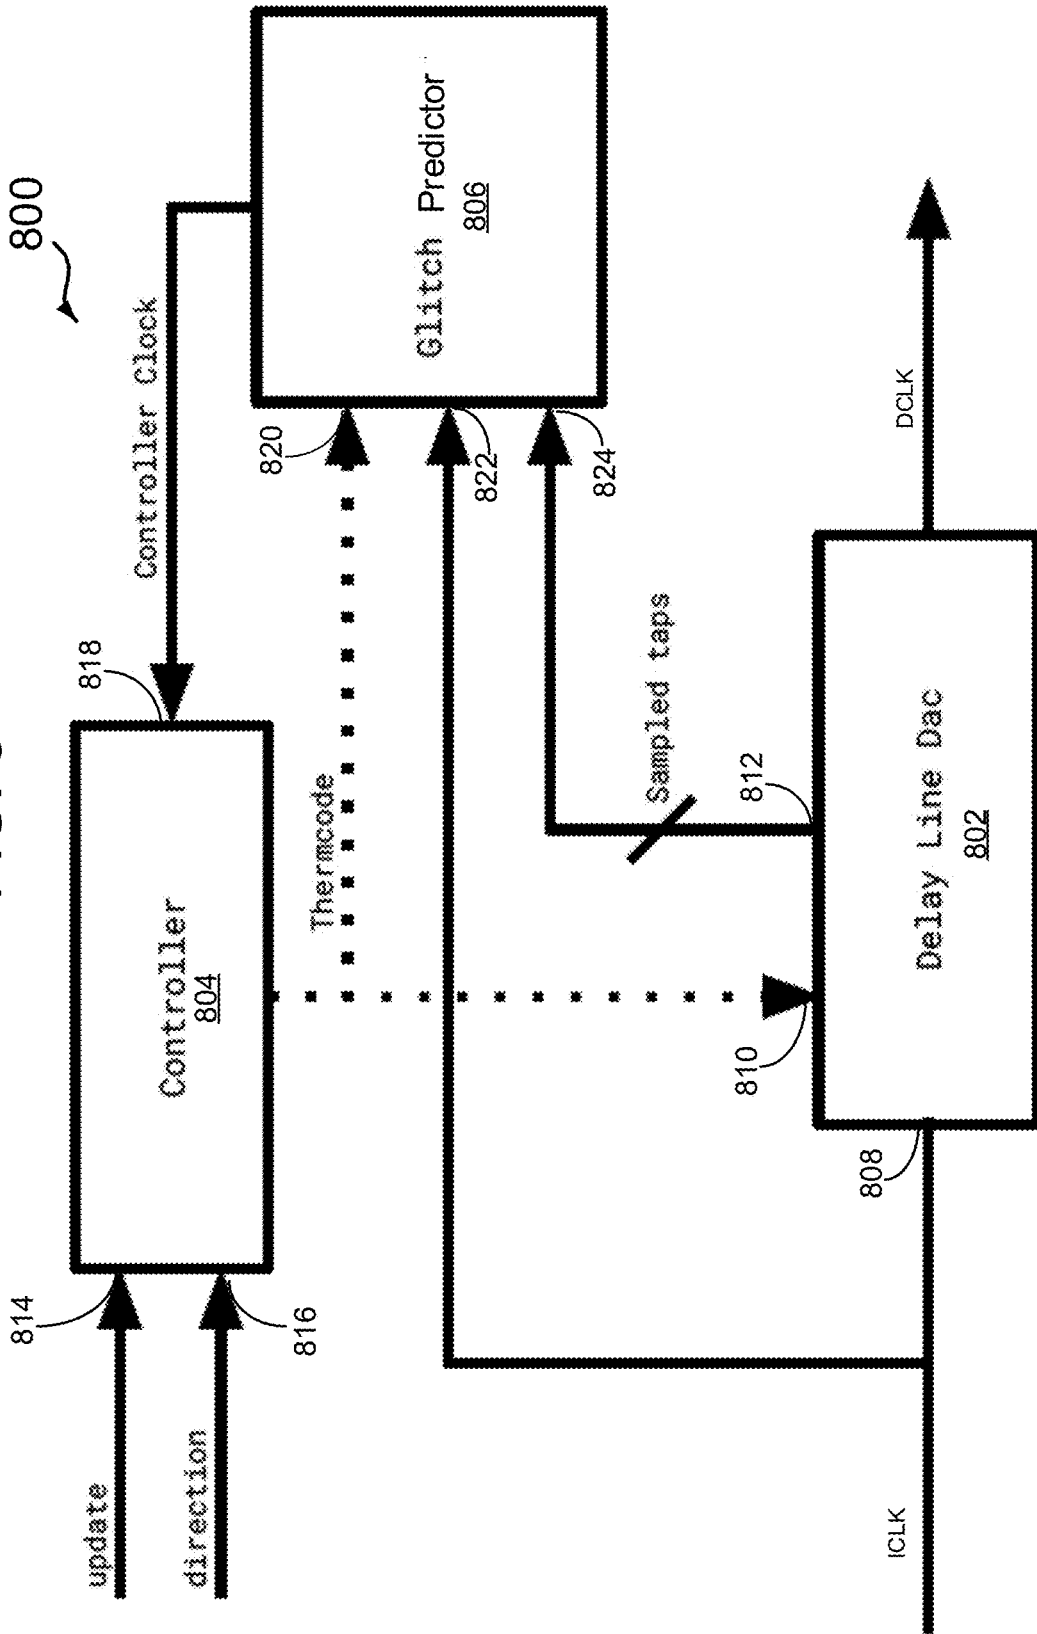 800
Controller Clock
818
814
816
update
direction
Controller
804
Thermcode
820
822
824
Glitch Predictor
806
Sampled taps
812
810
808
Delay Line Dac
802
ICLK
DCLK